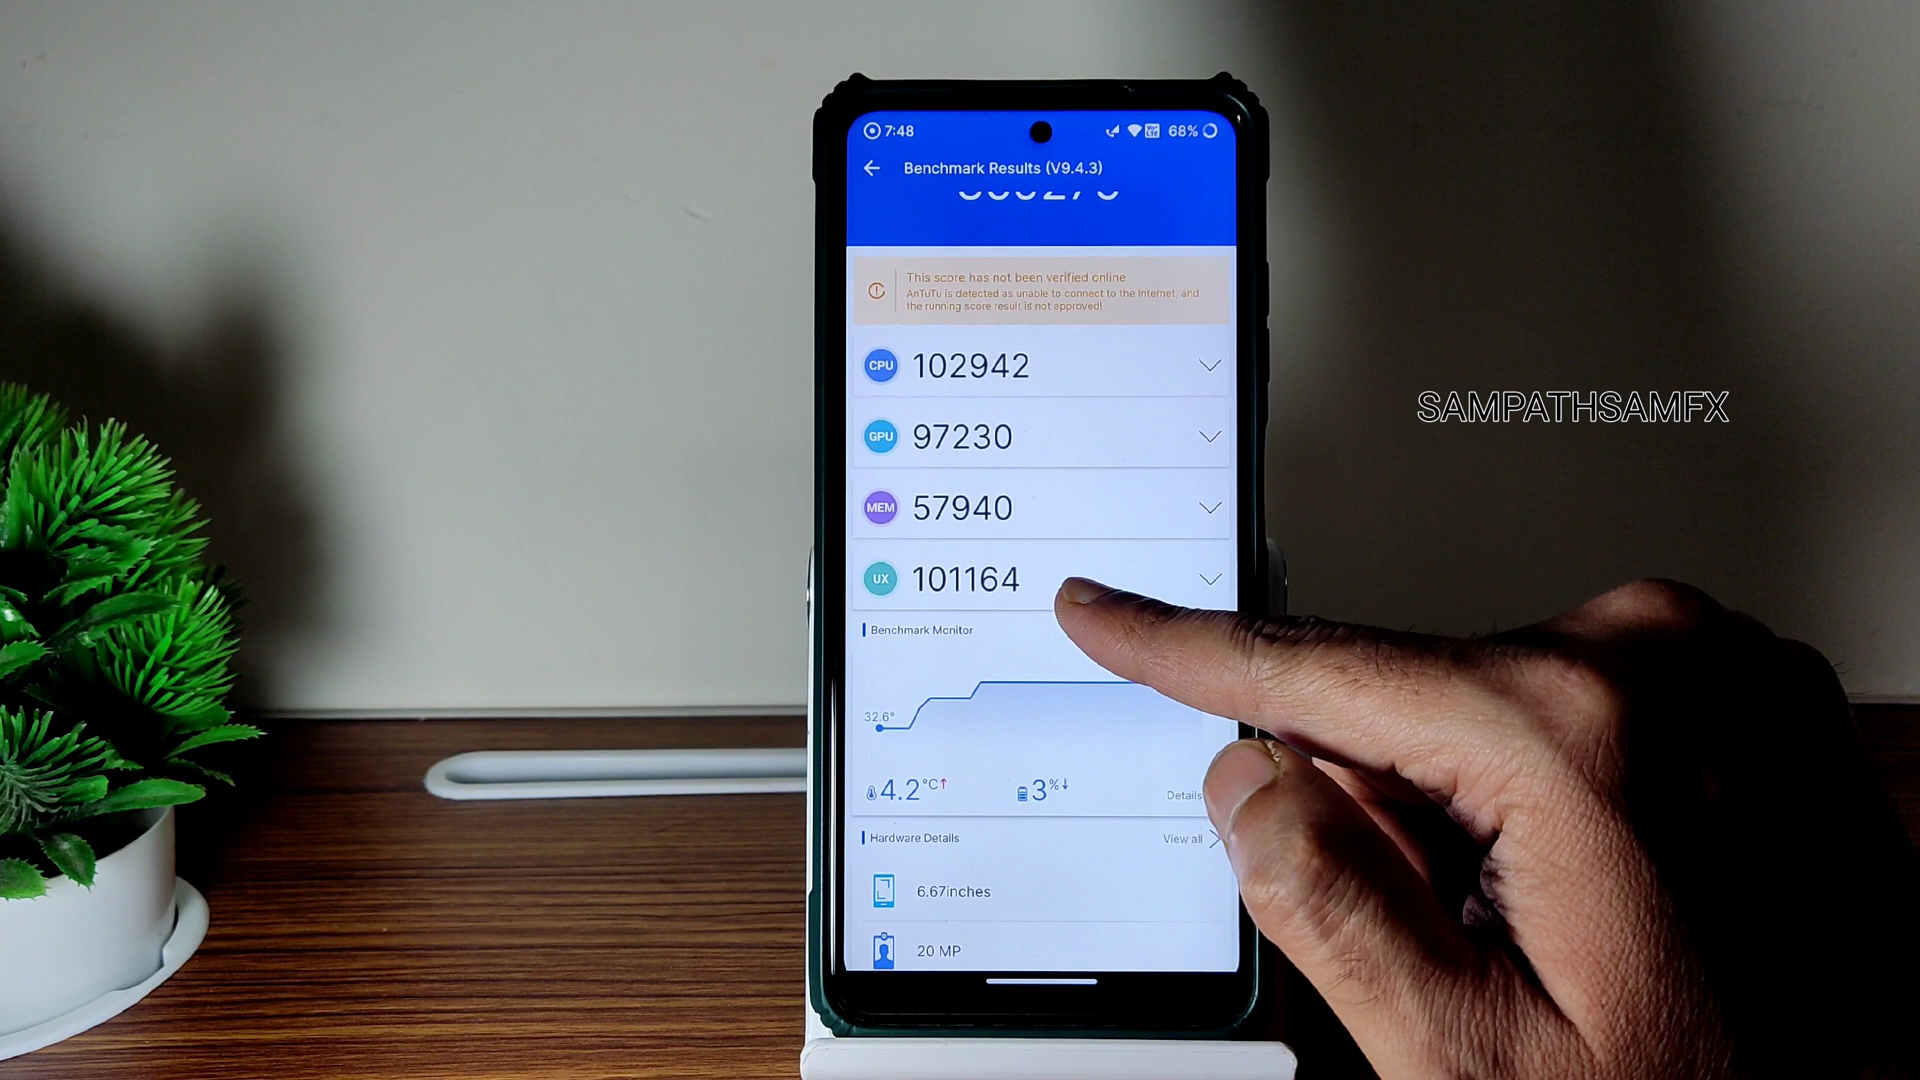 7:48 68%
Benchmark Results (V9.4.3)
This score has not been verified online
AnTuTu is detected as unable to connect to the Internet, and
the running score result is not approved!
CPU 102942
GPU 97230
MEM 57940
UX 101164
SAMPATHSAMFX
Benchmark Monitor
32.6°
4.2°C↑ 3%↓ Details
Hardware Details View all
6.67inches
20 MP